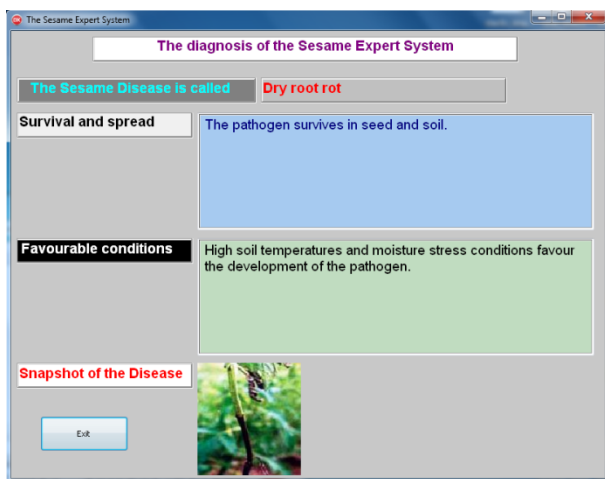 The Sesame Expert System
The diagnosis of the Sesame Expert System
The Sesame Disease is called
Dry root rot
Survival and spread
The pathogen survives in seed and soil.
Favourable conditions
High soil temperatures and moisture stress conditions favour
the development of the pathogen.
Snapshot of the Disease
Exit